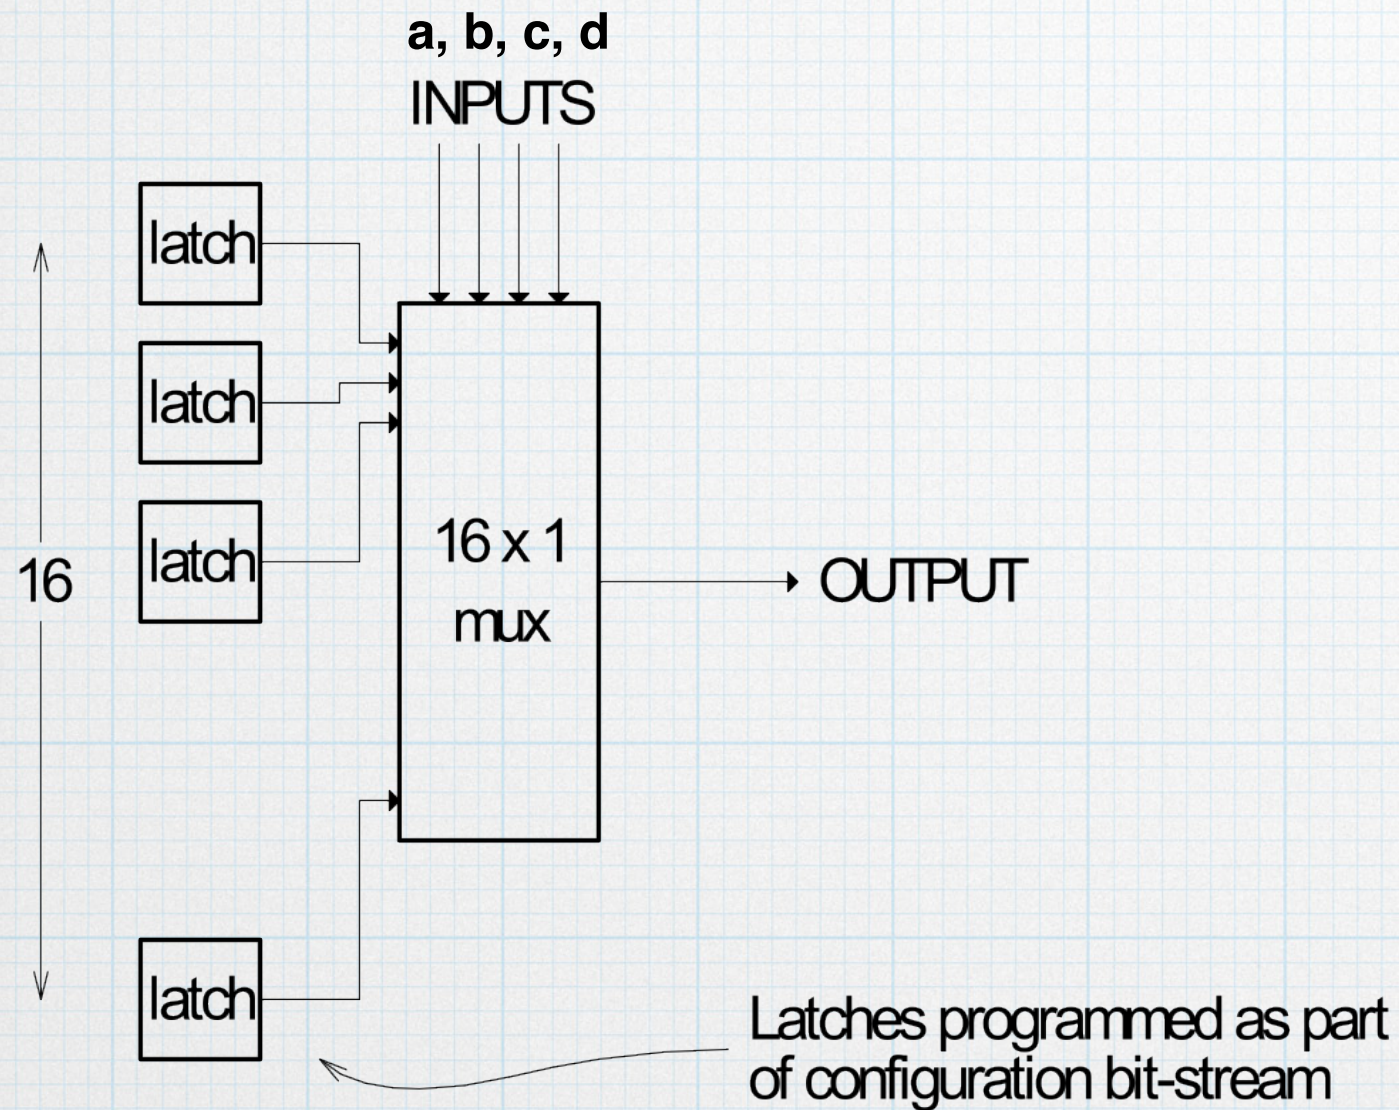 a, b, c, d
INPUTS
latch
latch
latch
latch
16
16 x 1
mux
OUTPUT
Latches programmed as part
of configuration bit-stream